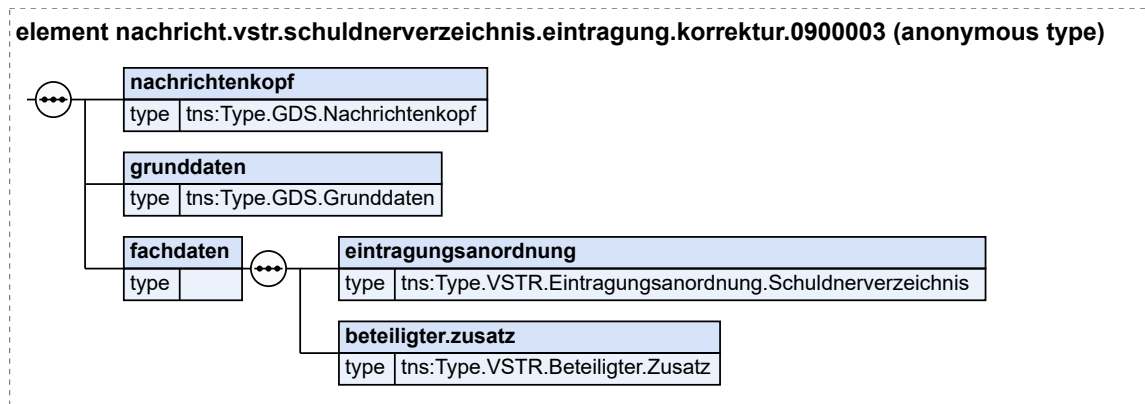 element nachricht.vstr.schuldnerverzeichnis.eintragung.korrektur.0900003 (anonymous type)
nachrichtenkopf
type tns:Type.GDS.Nachrichtenkopf
grunddaten
type tns:Type.GDS.Grunddaten
fachdaten
type
eintragungsanordnung
type tns:Type.VSTR.Eintragungsanordnung.Schuldnerverzeichnis
beteiligter.zusatz
type tns:Type.VSTR.Beteiligter.Zusatz